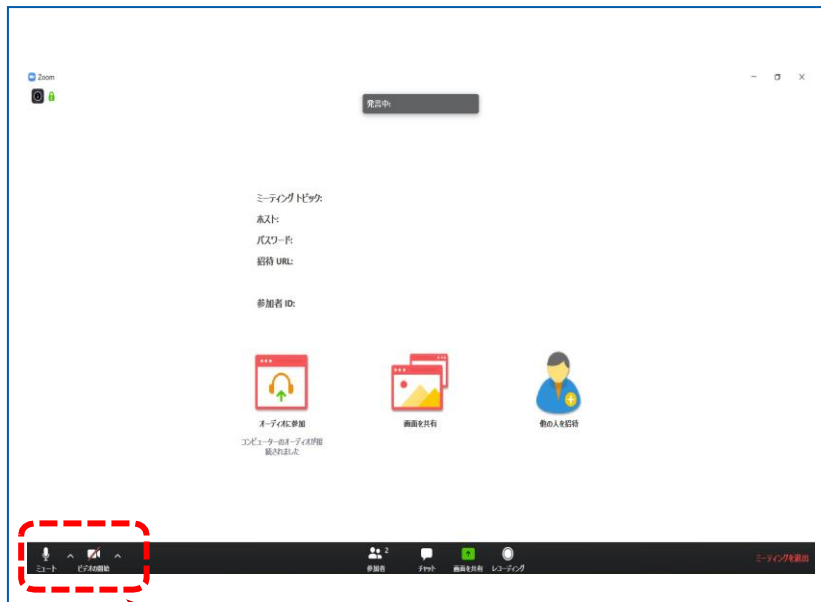 Zoom
発言中:
ミーティング トピック:
ホスト:
パスワード:
招待 URL:
参加者 ID:
オーディオに参加
画面を共有
他の人を招待
コンピューターのオーディオが接
続されました
ミュート
ビデオの開始
2
参加者
チャット
画面を共有
レコーディング
ミーティングを退出